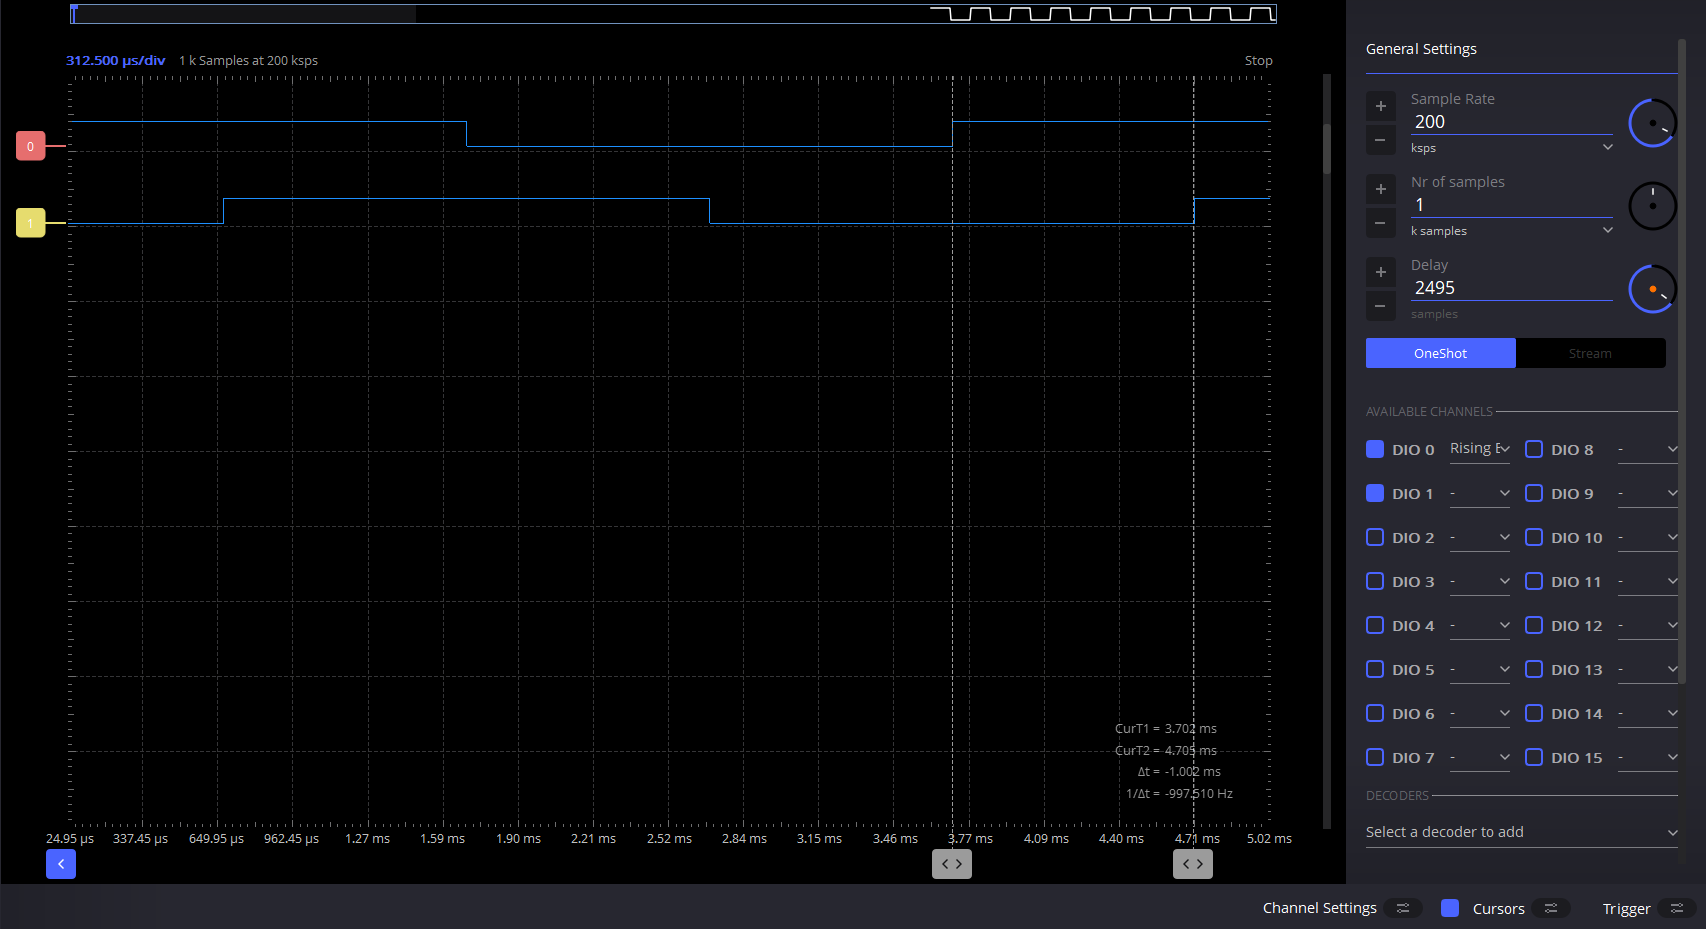 312.500 µs/div 1 k Samples at 200 ksps Stop
0
1
CurT1 = 3.702 ms
CurT2 = 4.705 ms
Δt = -1.002 ms
1/Δt = -997.510 Hz
24.95 µs 337.45 µs 649.95 µs 962.45 µs 1.27 ms 1.59 ms 1.90 ms 2.21 ms 2.52 ms 2.84 ms 3.15 ms 3.46 ms 3.77 ms 4.09 ms 4.40 ms 4.71 ms 5.02 ms
General Settings
Sample Rate
200
ksps
Nr of samples
1
k samples
Delay
2495
samples
OneShot Stream
AVAILABLE CHANNELS
DIO 0 Rising E DIO 8 -
DIO 1 - DIO 9 -
DIO 2 - DIO 10 -
DIO 3 - DIO 11 -
DIO 4 - DIO 12 -
DIO 5 - DIO 13 -
DIO 6 - DIO 14 -
DIO 7 - DIO 15 -
DECODERS
Select a decoder to add
Channel Settings Cursors Trigger